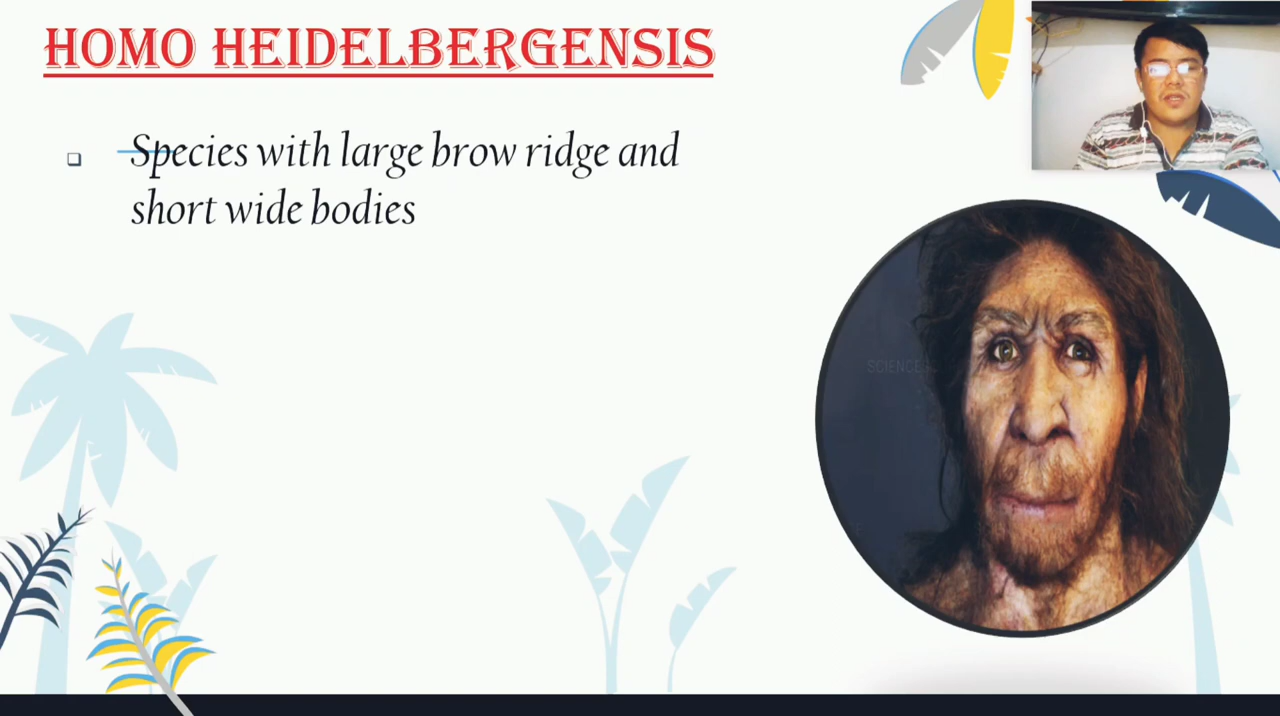 HOMO HEIDELBERGENSIS
Species with large brow ridge and
short wide bodies
SCIENCE